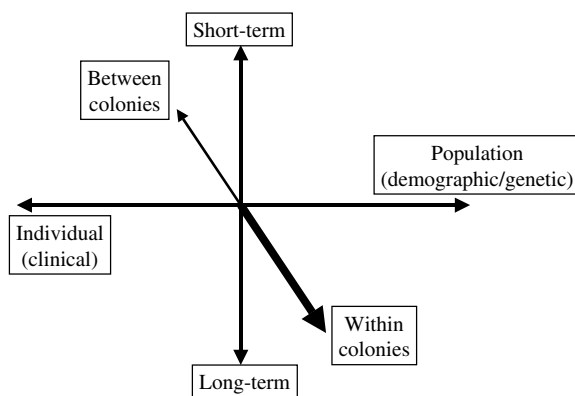 Short-term
Between
colonies
Population
(demographic/genetic)
Individual
(clinical)
Within
colonies
Long-term